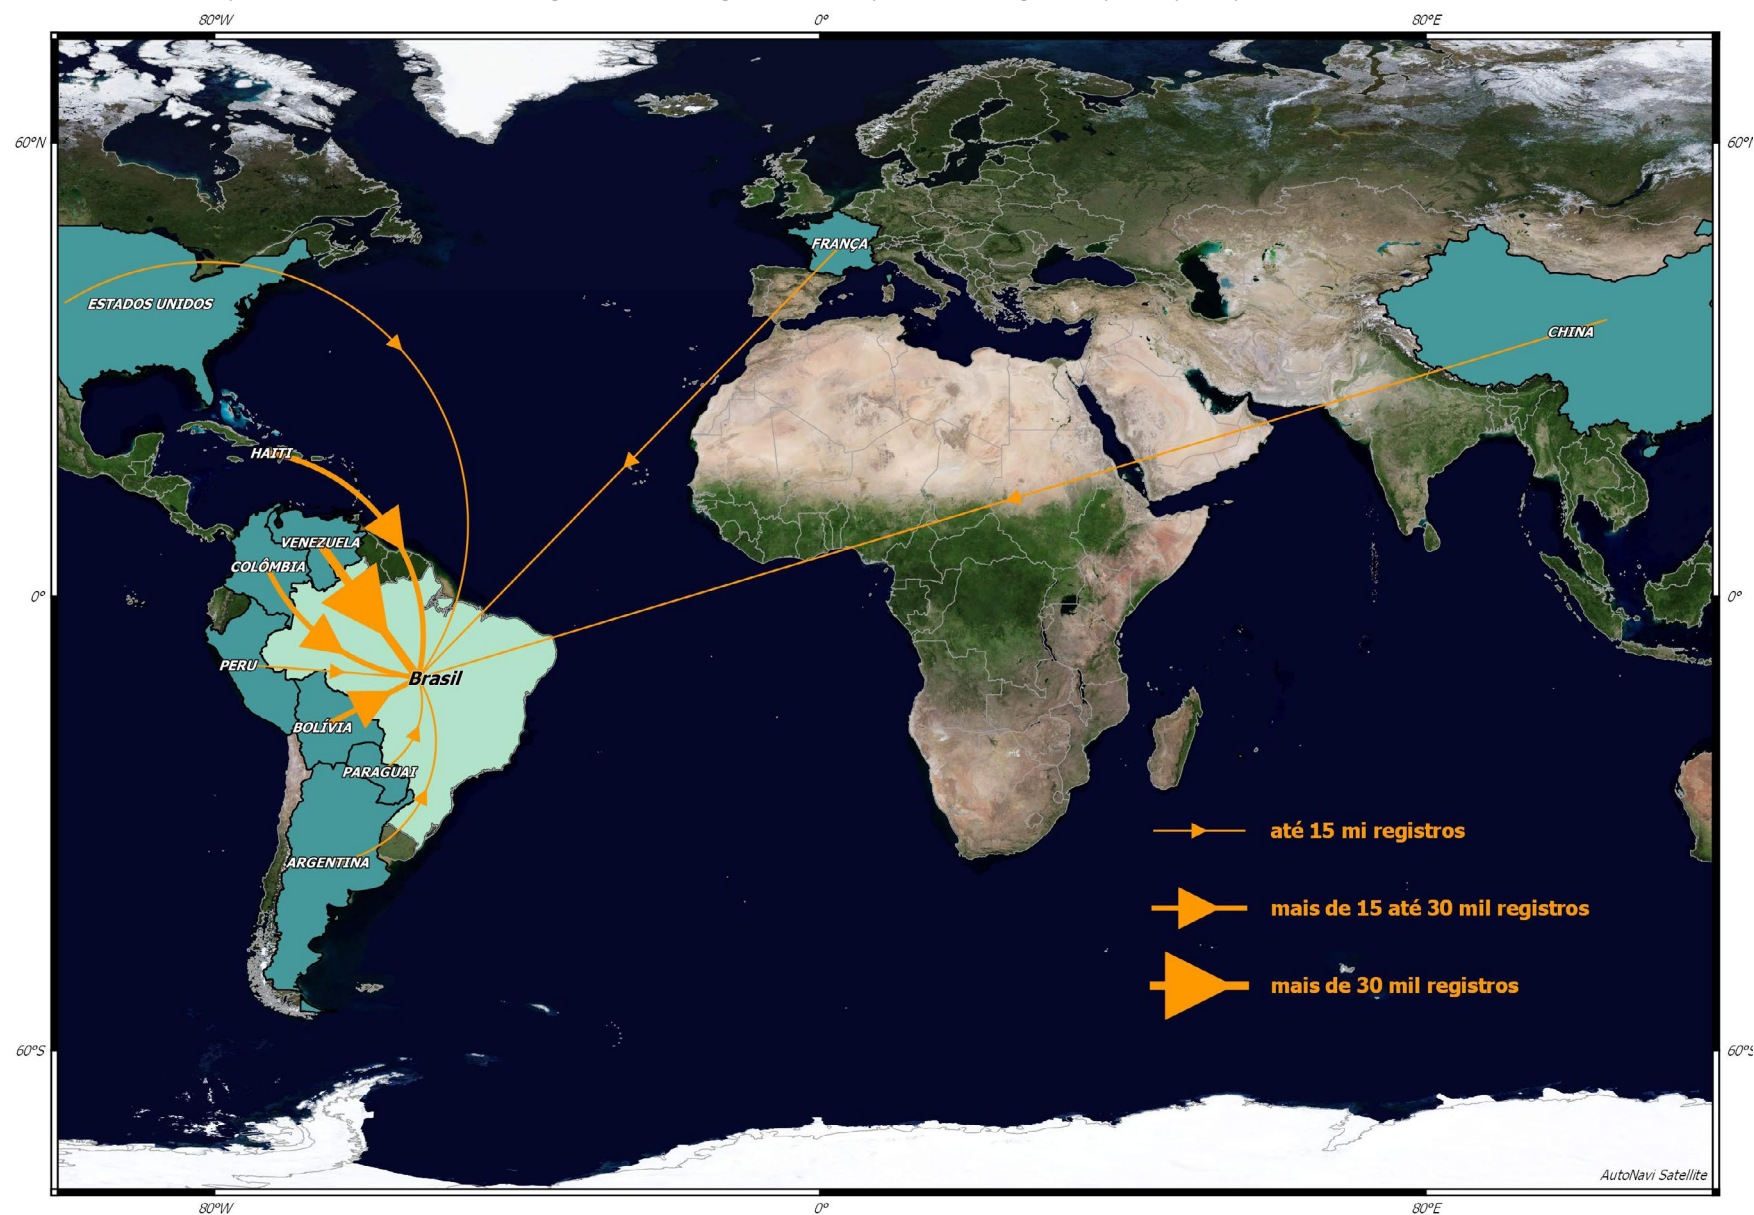 80°W 0° 80°E
60°N 60°N
FRANÇA
ESTADOS UNIDOS
CHINA
HAITI
VENEZUELA
COLÔMBIA
0° 0°
PERU
Brasil
BOLÍVIA
PARAGUAI
até 15 mi registros
ARGENTINA
mais de 15 até 30 mil registros
mais de 30 mil registros
60°S 60°S
AutoNavi Satellite
80°W 0° 80°E